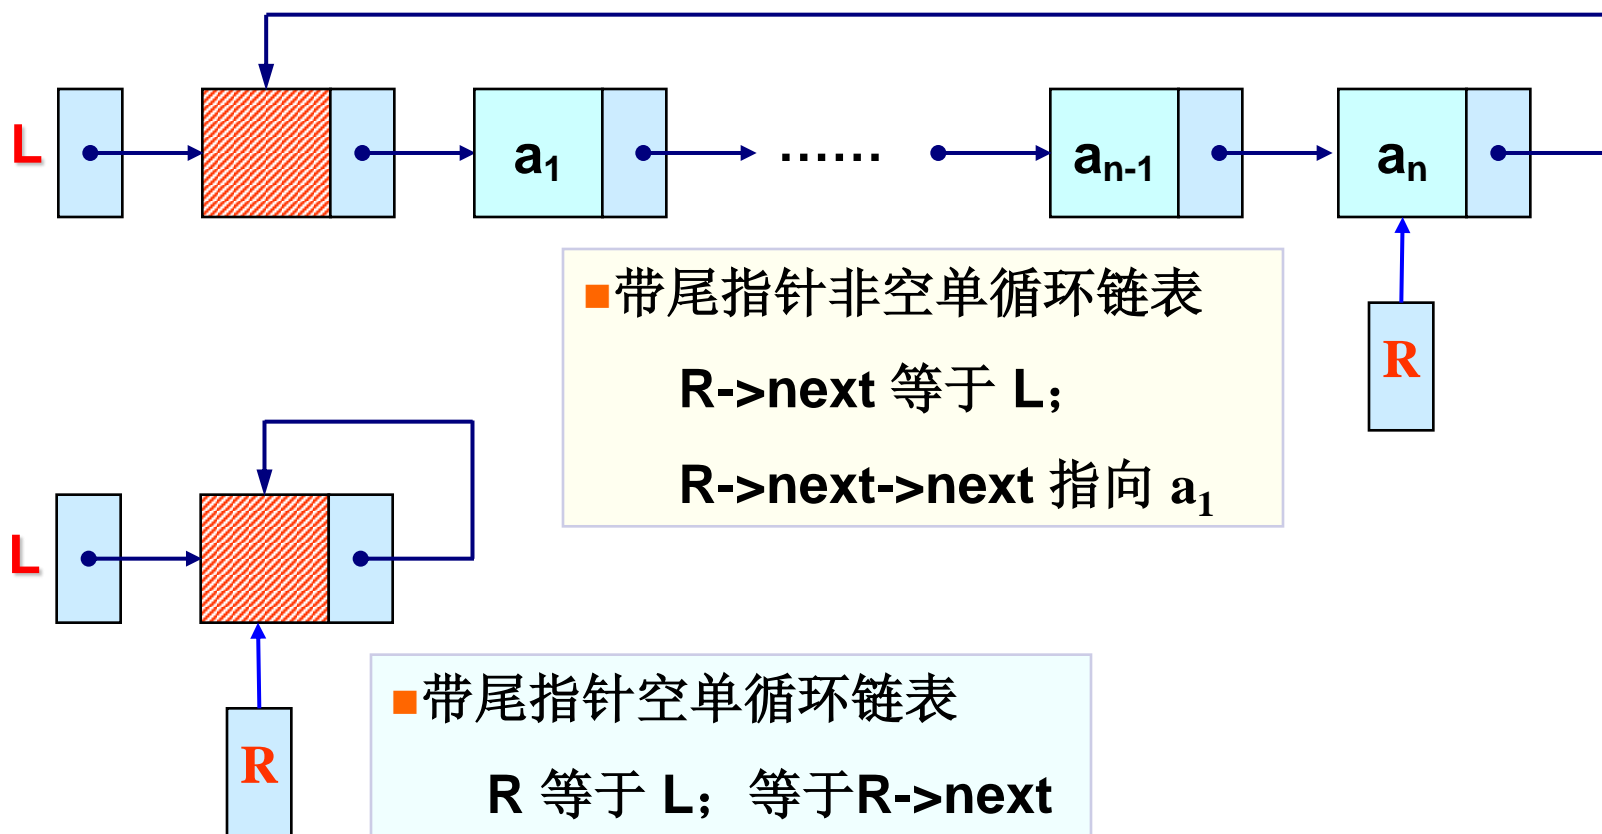 L a1 …… an-1 an
■带尾指针非空单循环链表
R->next 等于 L；
R->next->next 指向 a1
R
L
■带尾指针空单循环链表
R
R 等于 L；等于R->next